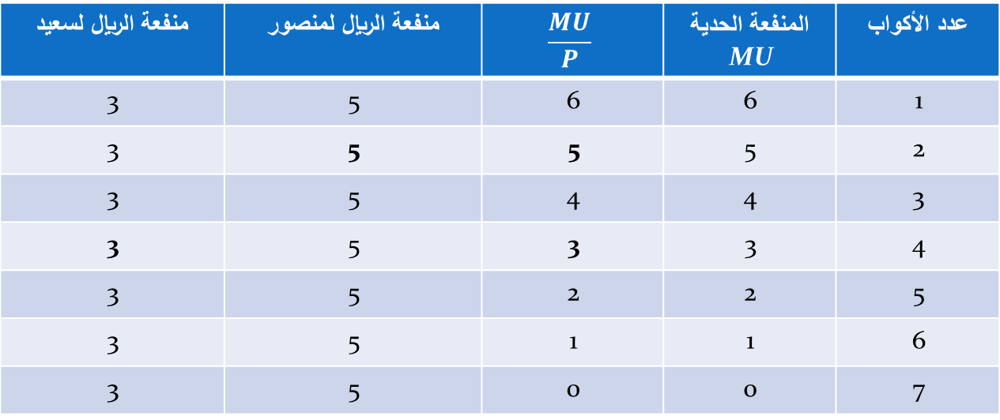 عدد الأكواب | المنفعة الحدية MU | MU/P | منفعة الريال لمنصور | منفعة الريال لسعيد
1 | 6 | 6 | 5 | 3
2 | 5 | 5 | 5 | 3
3 | 4 | 4 | 5 | 3
4 | 3 | 3 | 5 | 3
5 | 2 | 2 | 5 | 3
6 | 1 | 1 | 5 | 3
7 | 0 | 0 | 5 | 3